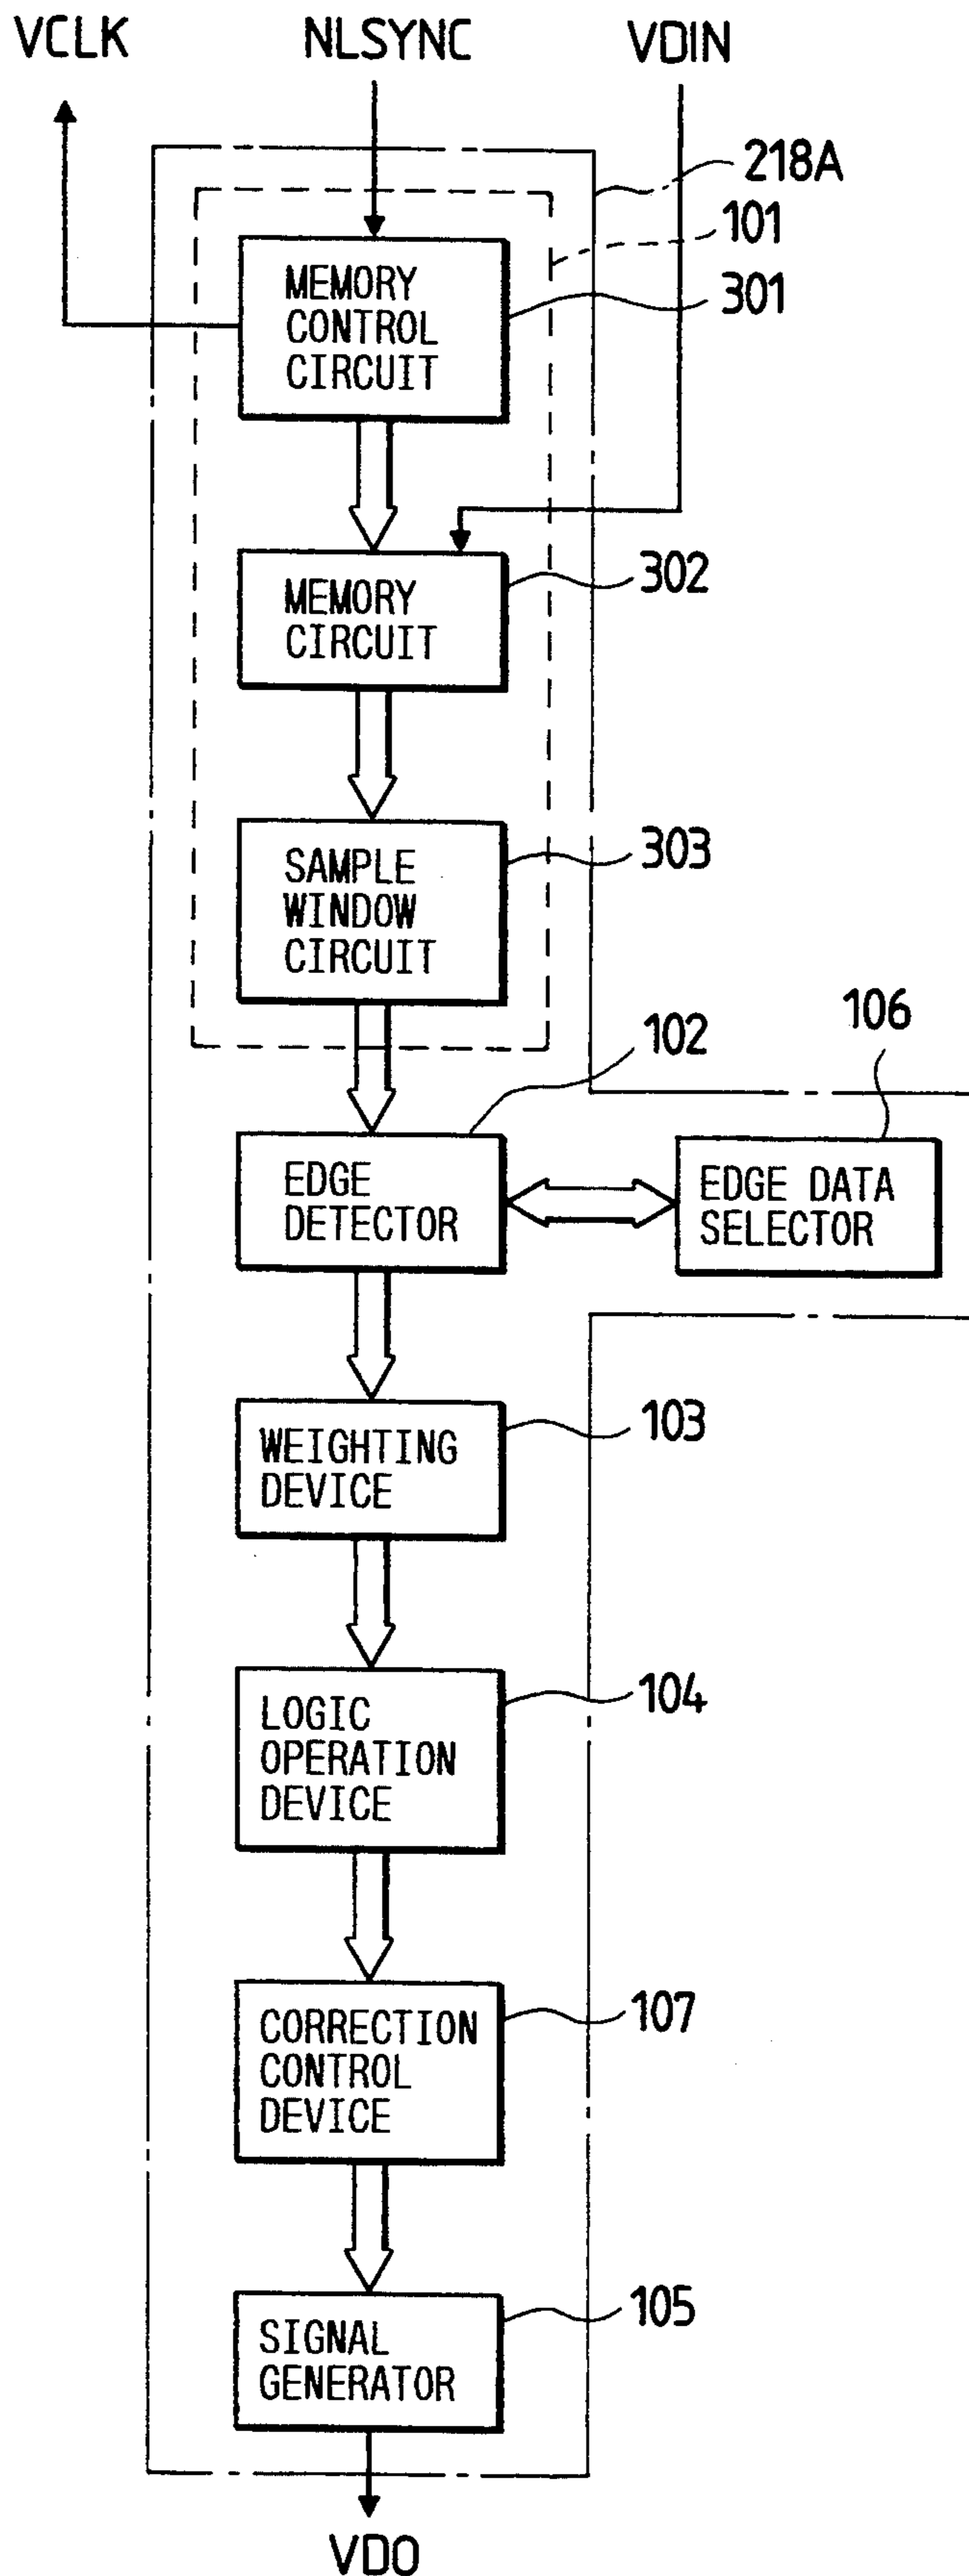 VCLK NLSYNC VDIN
218A
101
MEMORY
CONTROL
CIRCUIT
301
MEMORY
CIRCUIT
302
SAMPLE
WINDOW
CIRCUIT
303
102
106
EDGE
DETECTOR
EDGE DATA
SELECTOR
WEIGHTING
DEVICE
103
LOGIC
OPERATION
DEVICE
104
CORRECTION
CONTROL
DEVICE
107
SIGNAL
GENERATOR
105
VDO